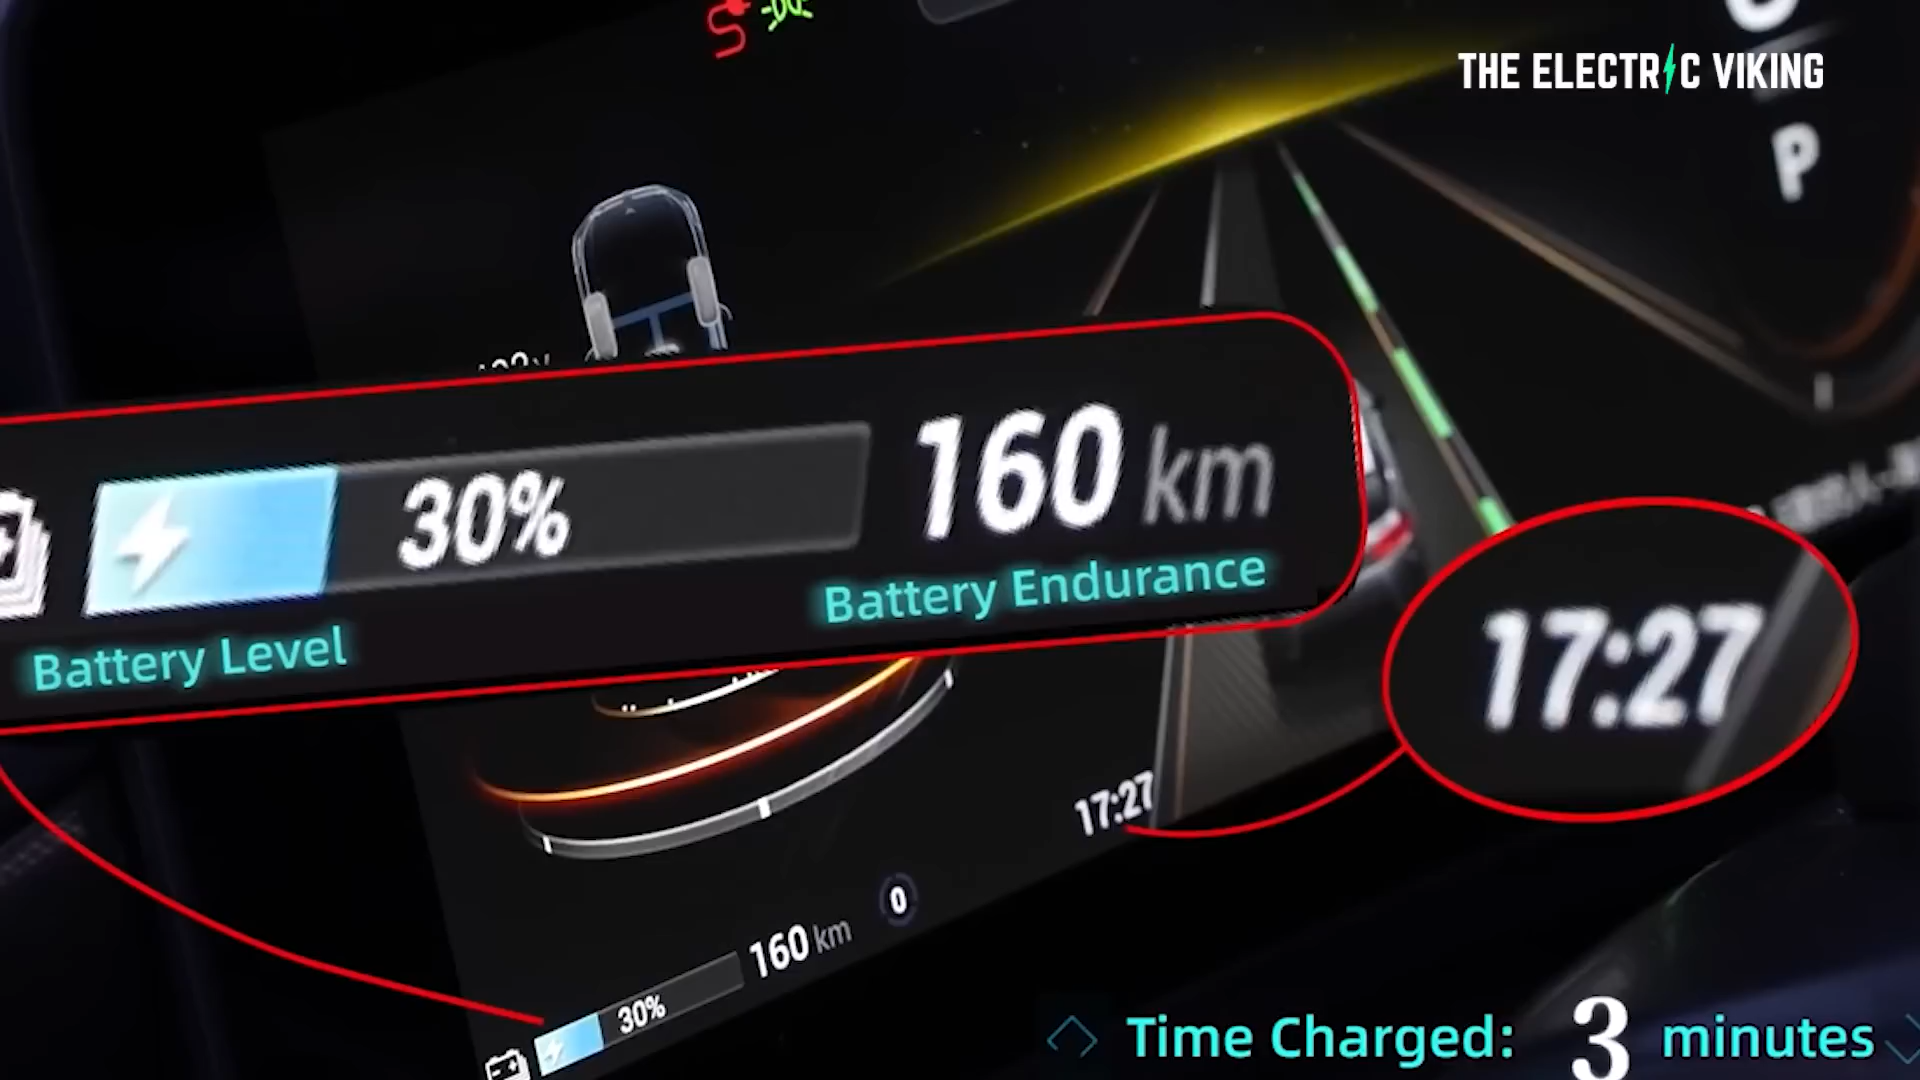 THE ELECTRIC VIKING
P
30%
160 km
Battery Endurance
Battery Level
17:27
17:27
0
160 km
30%
Time Charged: 3 minutes